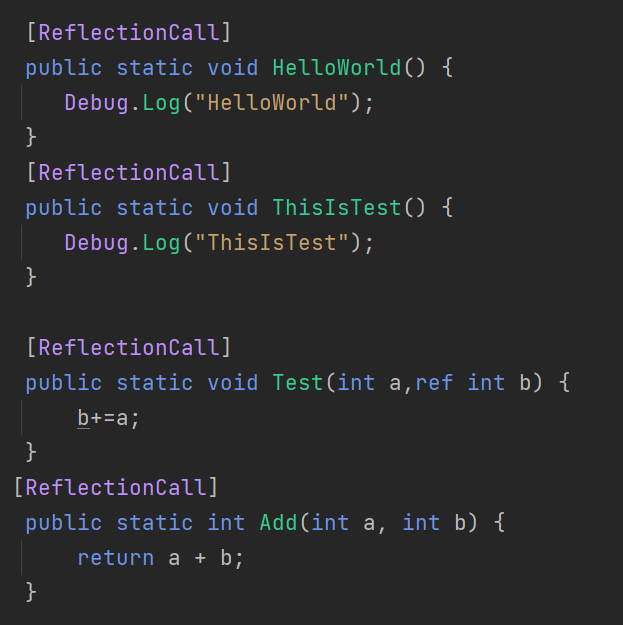 [ReflectionCall]
public static void HelloWorld() {
Debug.Log("HelloWorld");
}
[ReflectionCall]
public static void ThisIsTest() {
Debug.Log("ThisIsTest");
}
[ReflectionCall]
public static void Test(int a,ref int b) {
b+=a;
}
[ReflectionCall]
public static int Add(int a, int b) {
return a + b;
}